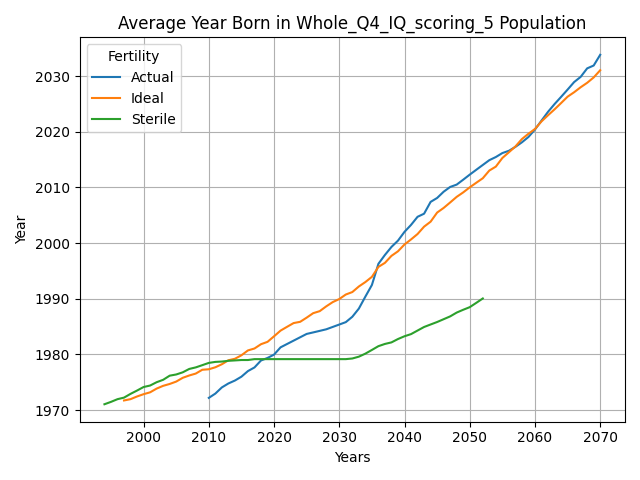 Average Year Born in Whole_Q4_IQ_scoring_5 Population
Fertility
Actual
Ideal
Sterile
Year
2030
2020
2010
2000
1990
1980
1970
2000 2010 2020 2030 2040 2050 2060 2070
Years